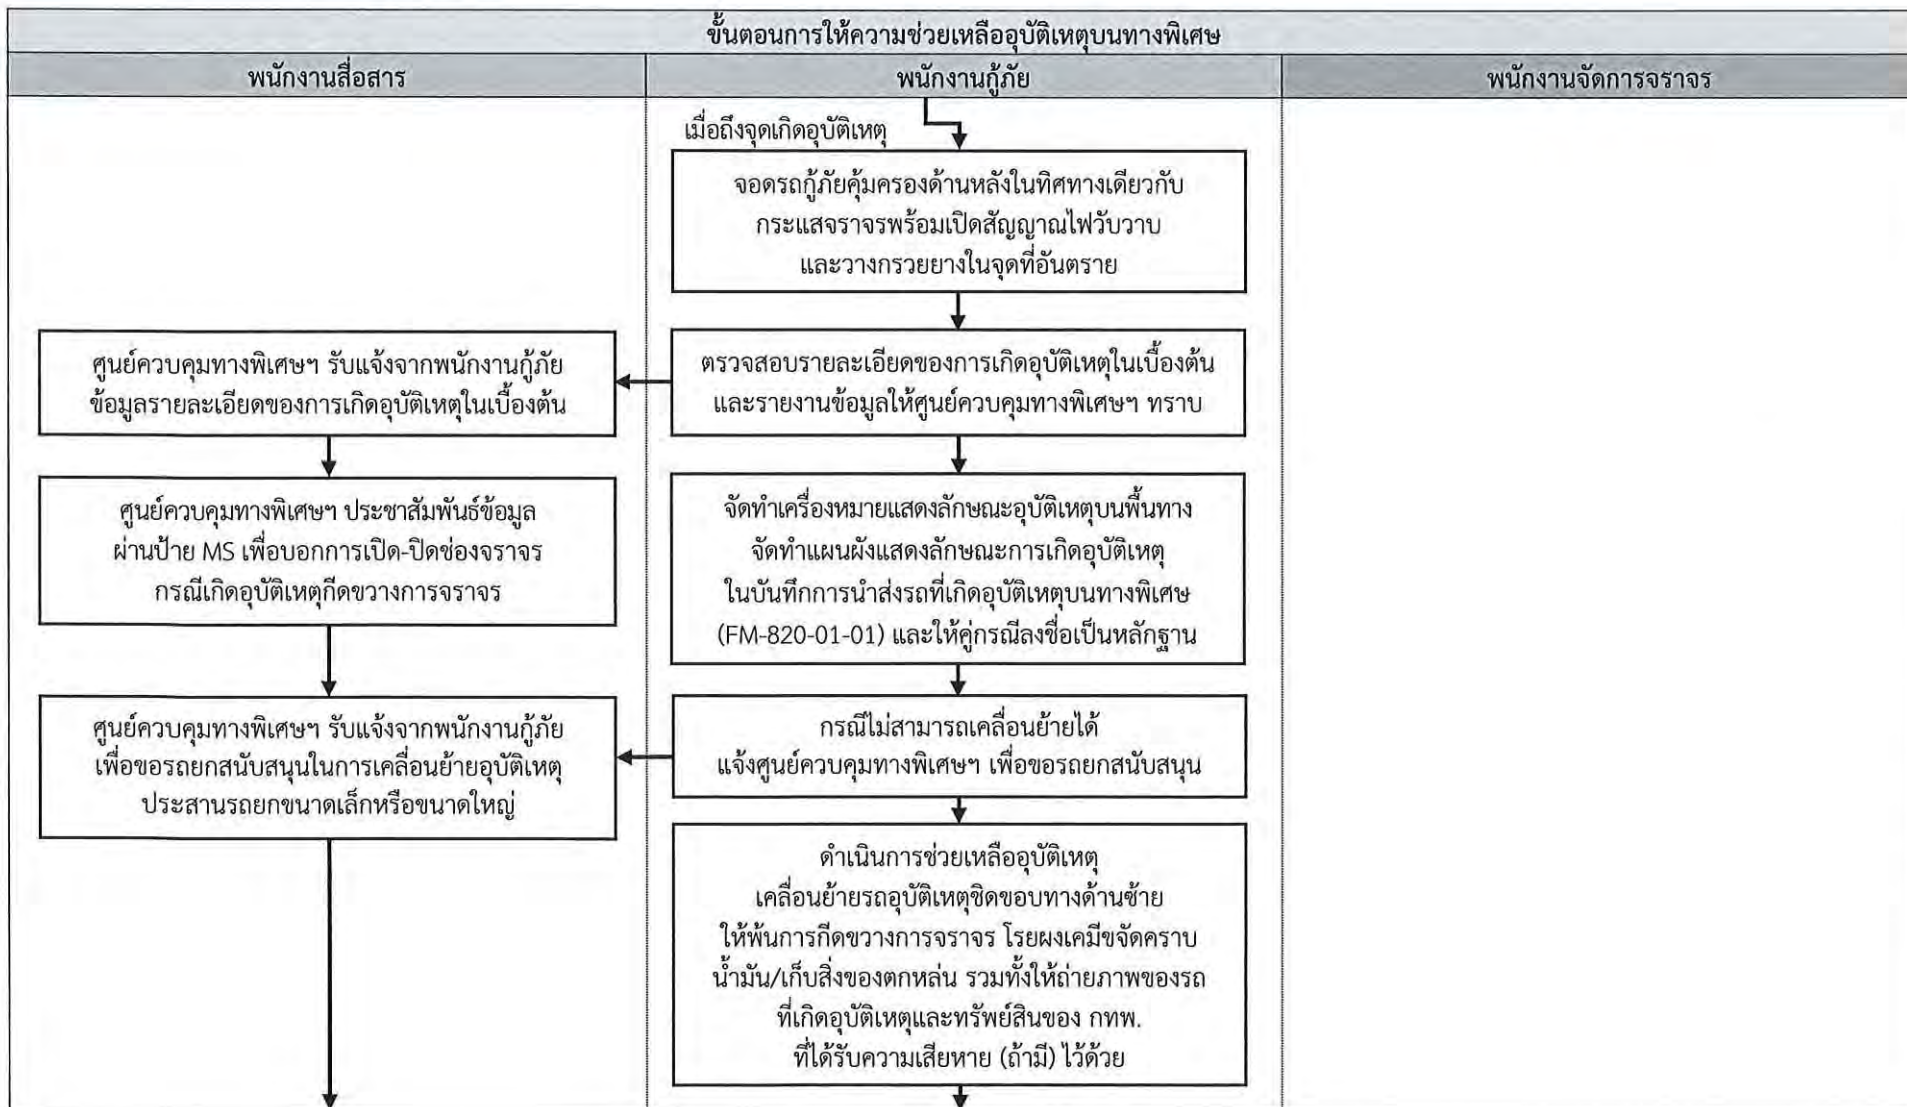 ขั้นตอนการให้ความช่วยเหลืออุบัติเหตุบนทางพิเศษ
พนักงานสื่อสาร
พนักงานกู้ภัย
พนักงานจัดการจราจร
เมื่อถึงจุดเกิดอุบัติเหตุ
จอดรถกู้ภัยคุ้มครองด้านหลังในทิศทางเดียวกับ
กระแสจราจรพร้อมเปิดสัญญาณไฟวับวาบ
และวางกรวยยางในจุดที่อันตราย
ตรวจสอบรายละเอียดของการเกิดอุบัติเหตุในเบื้องต้น
และรายงานข้อมูลให้ศูนย์ควบคุมทางพิเศษฯ ทราบ
ศูนย์ควบคุมทางพิเศษฯ รับแจ้งจากพนักงานกู้ภัย
ข้อมูลรายละเอียดของการเกิดอุบัติเหตุในเบื้องต้น
ศูนย์ควบคุมทางพิเศษฯ ประชาสัมพันธ์ข้อมูล
ผ่านป้าย MS เพื่อบอกการเปิด-ปิดช่องจราจร
กรณีเกิดอุบัติเหตุกีดขวางการจราจร
จัดทำเครื่องหมายแสดงลักษณะอุบัติเหตุบนพื้นทาง
จัดทำแผนผังแสดงลักษณะการเกิดอุบัติเหตุ
ในบันทึกการนำส่งรถที่เกิดอุบัติเหตุบนทางพิเศษ
(FM-820-01-01) และให้คู่กรณีลงชื่อเป็นหลักฐาน
กรณีไม่สามารถเคลื่อนย้ายได้
แจ้งศูนย์ควบคุมทางพิเศษฯ เพื่อขอรถยกสนับสนุน
ศูนย์ควบคุมทางพิเศษฯ รับแจ้งจากพนักงานกู้ภัย
เพื่อขอรถยกสนับสนุนในการเคลื่อนย้ายอุบัติเหตุ
ประสานรถยกขนาดเล็กหรือขนาดใหญ่
ดำเนินการช่วยเหลืออุบัติเหตุ
เคลื่อนย้ายรถอุบัติเหตุชิดขอบทางด้านซ้าย
ให้พ้นการกีดขวางการจราจร โรยผงเคมีขจัดคราบ
น้ำมัน/เก็บสิ่งของตกหล่น รวมทั้งให้ถ่ายภาพของรถ
ที่เกิดอุบัติเหตุและทรัพย์สินของ กทพ.
ที่ได้รับความเสียหาย (ถ้ามี) ไว้ด้วย